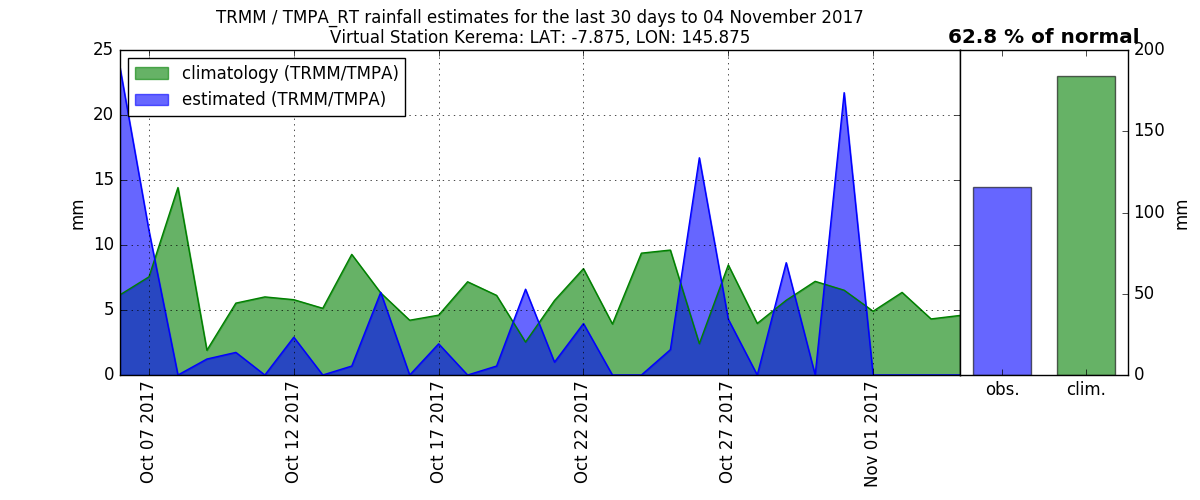 TRMM / TMPA_RT rainfall estimates for the last 30 days to 04 November 2017
Virtual Station Kerema: LAT: -7.875, LON: 145.875
62.8 % of normal
climatology (TRMM/TMPA)
estimated (TRMM/TMPA)
25
20
15
10
5
0
mm
200
150
100
50
0
mm
Oct 07 2017
Oct 12 2017
Oct 17 2017
Oct 22 2017
Oct 27 2017
Nov 01 2017
obs.
clim.